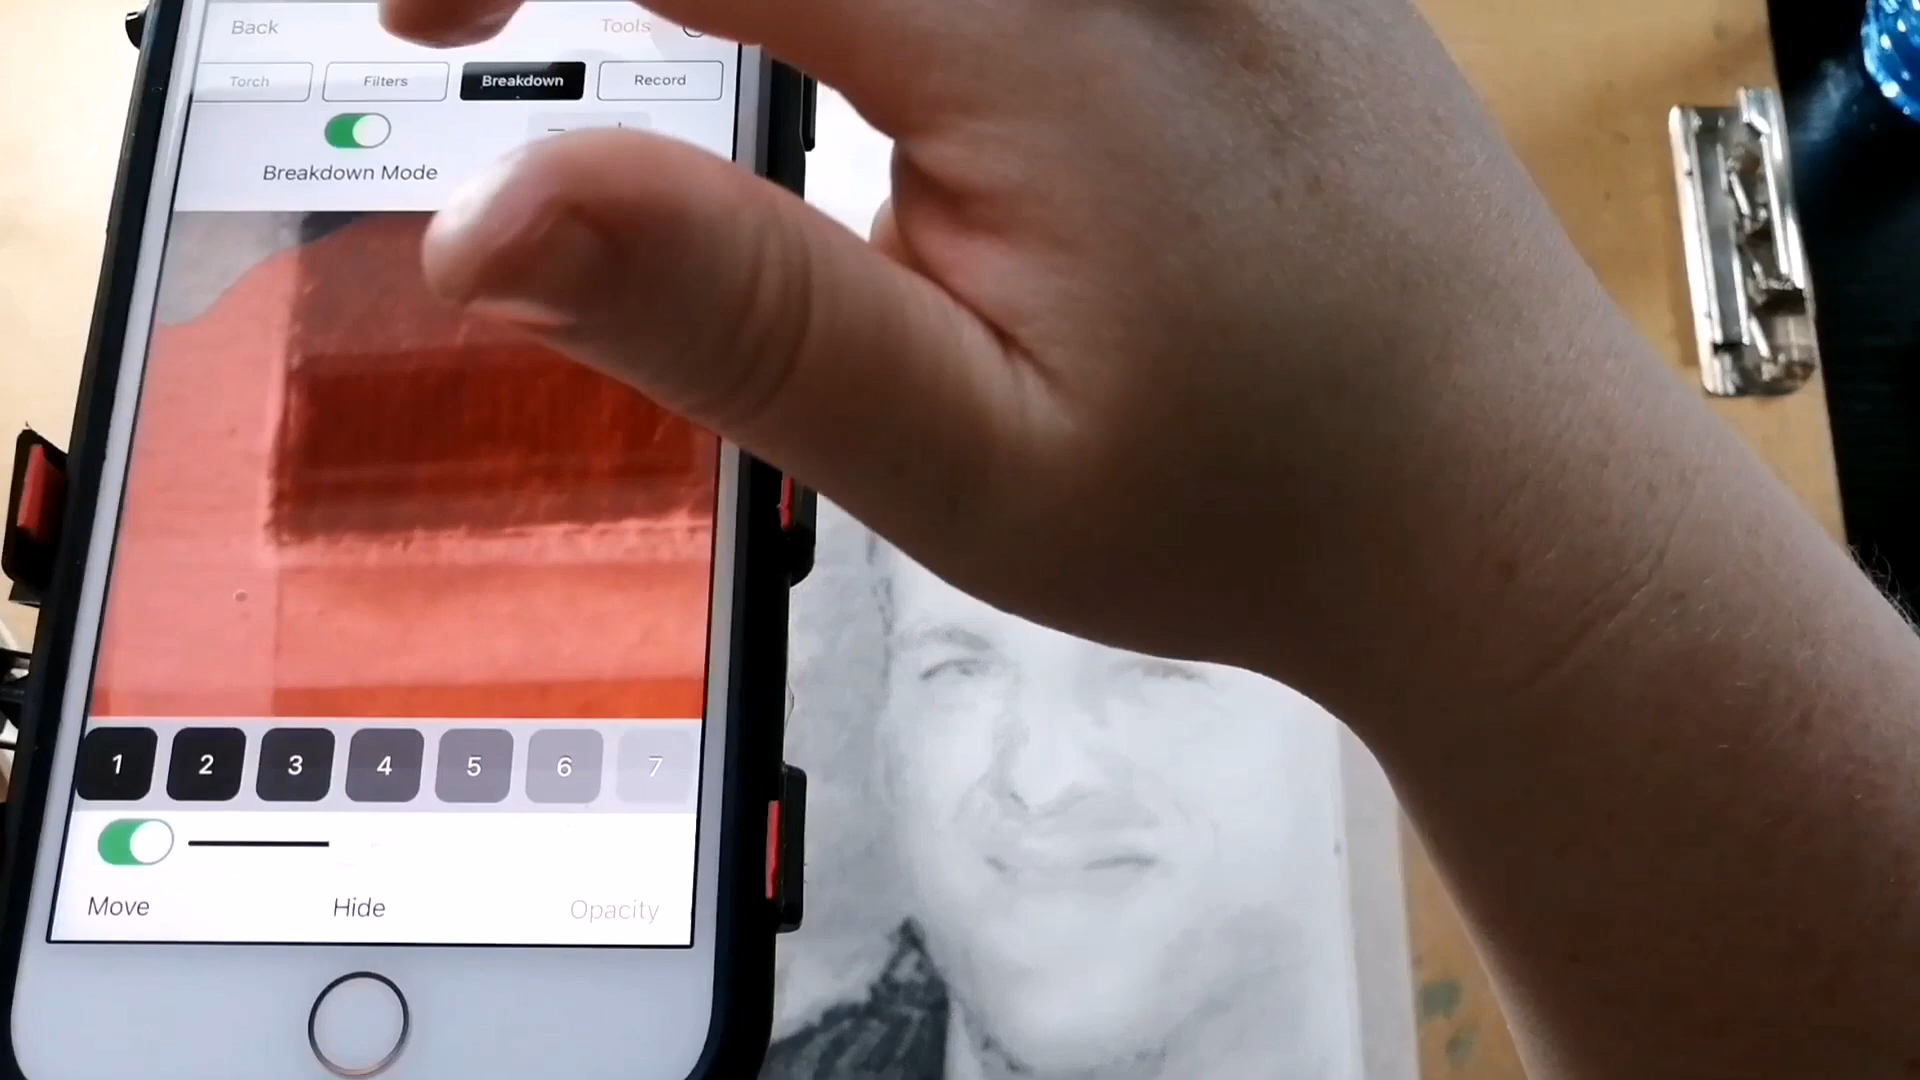 Back Tools
Torch Filters Breakdown Record
Breakdown Mode
1 2 3 4 5 6 7
Move Hide Opacity